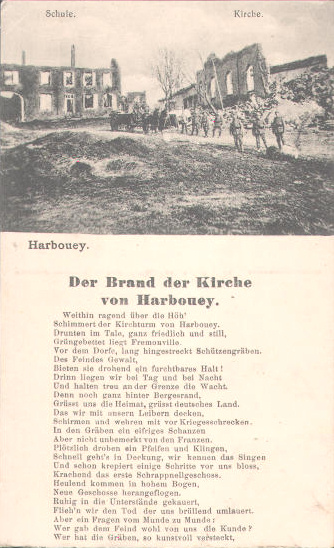 Schule. Kirche.
Harbouey.
Der Brand der Kirche
von Harbouey.
Weithin ragend über die Höh'
Schimmert der Kirchturm von Harbouey.
Drunten im Tale, ganz friedlich und still,
Grüngebettet liegt Fremonville.
Vor dem Dorfe, lang hingestreckt Schützengräben.
Des Feindes Gewalt,
Bieten sie drohend ein furchtbares Halt!
Drinn liegen wir bei Tag und bei Nacht
Und halten treu an der Grenze die Wacht.
Denn noch ganz hinter Bergesrand,
Grüsst uns die Heimat, grüsst deutsches Land.
Das wir mit unsern Leibern decken,
Schirmen und wehren mit vor Kriegesschrecken.
In den Gräben ein eifriges Schanzen
Aber nicht unbemerkt von den Franzen.
Plötzlich droben ein Pfeifen und Klingen,
Schnell geht's in Deckung, wir kennen das Singen
Und schon krepiert einige Schritte vor uns bloss,
Krachend das erste Schrappnellgeschoss.
Heulend kommen in hohem Bogen,
Neue Geschosse herangeflogen.
Ruhig in die Unterstände gekauert,
Flieh'n wir den Tod der uns brüllend umlauert.
Aber ein Fragen vom Munde zu Munde:
Wer gab dem Feind wohl von uns die Kunde?
Wer hat die Gräben, so kunstvoll versteckt,